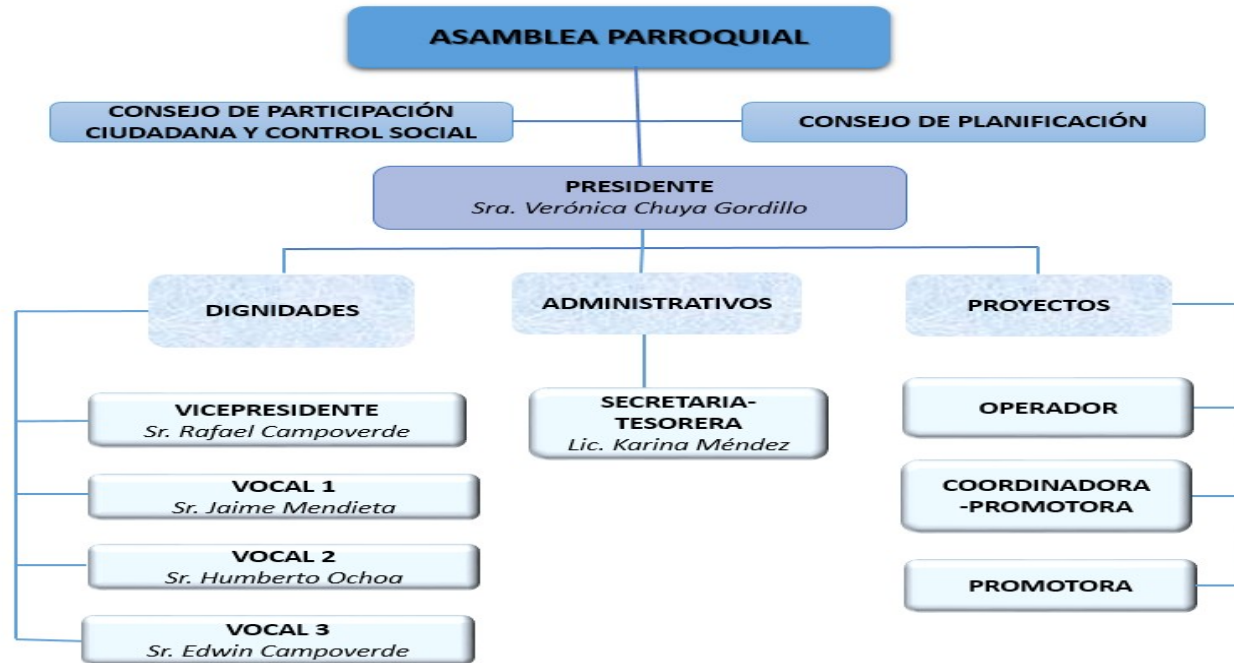 ASAMBLEA PARROQUIAL
CONSEJO DE PARTICIPACIÓN
CIUDADANA Y CONTROL SOCIAL
CONSEJO DE PLANIFICACIÓN
PRESIDENTE
Sra. Verónica Chuya Gordillo
DIGNIDADES
ADMINISTRATIVOS
PROYECTOS
VICEPRESIDENTE
Sr. Rafael Campoverde
VOCAL 1
Sr. Jaime Mendieta
VOCAL 2
Sr. Humberto Ochoa
VOCAL 3
Sr. Edwin Campoverde
SECRETARIA-
TESORERA
Lic. Karina Méndez
OPERADOR
COORDINADORA
-PROMOTORA
PROMOTORA